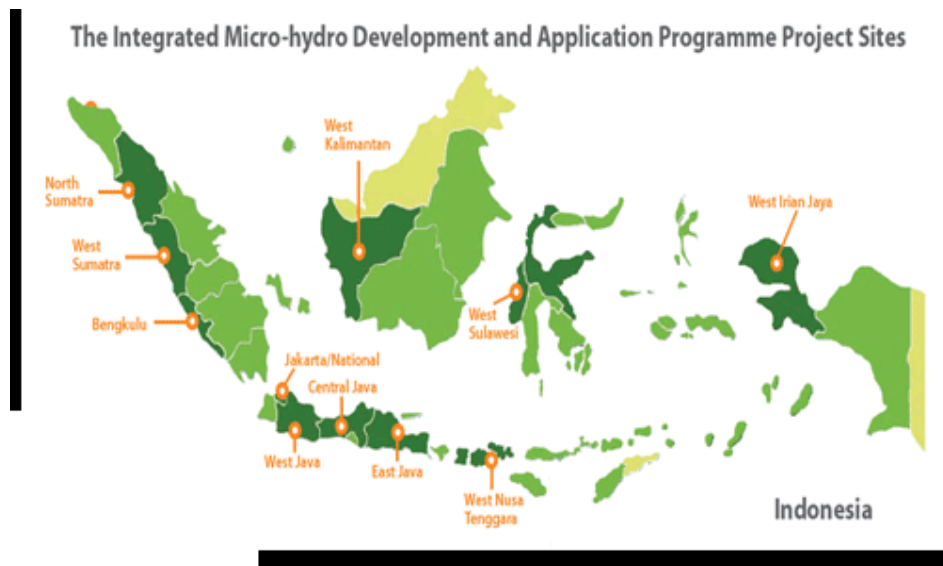 The Integrated Micro-hydro Development and Application Programme Project Sites
West
Kalimantan
North
Sumatra
West Irian Jaya
West
Sumatra
Bengkulu
West
Sulawesi
Jakarta/National
Central Java
West Java
East Java
West Nusa
Tenggara
Indonesia